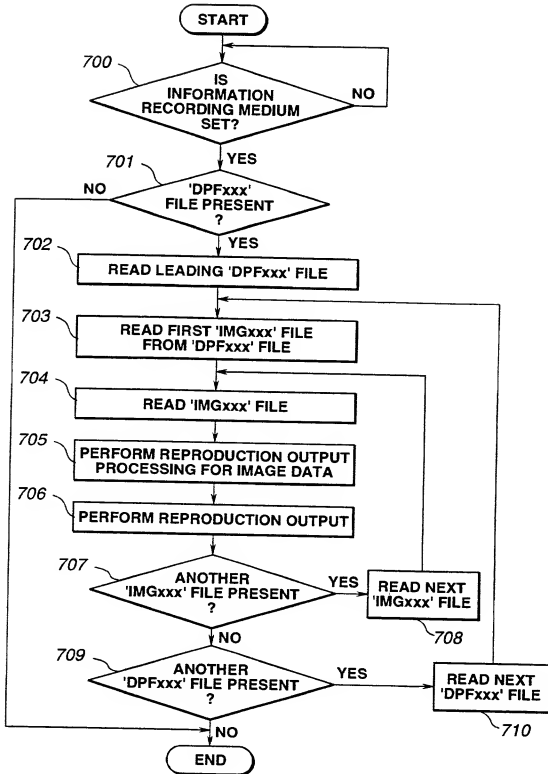 START
700
IS
INFORMATION
RECORDING MEDIUM
SET?
NO
YES
701
NO
'DPFxxx'
FILE PRESENT
?
YES
702
READ LEADING 'DPFxxx' FILE
703
READ FIRST 'IMGxxx' FILE
FROM 'DPFxxx' FILE
704
READ 'IMGxxx' FILE
705
PERFORM REPRODUCTION OUTPUT
PROCESSING FOR IMAGE DATA
706
PERFORM REPRODUCTION OUTPUT
707
ANOTHER
'IMGxxx' FILE PRESENT
?
YES
READ NEXT
'IMGxxx' FILE
708
NO
709
ANOTHER
'DPFxxx' FILE PRESENT
?
YES
READ NEXT
'DPFxxx' FILE
710
NO
END